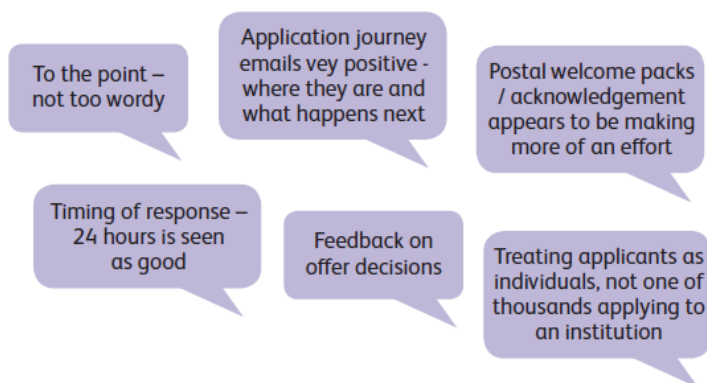 To the point –
not too wordy
Application journey
emails vey positive -
where they are and
what happens next
Postal welcome packs
/ acknowledgement
appears to be making
more of an effort
Timing of response –
24 hours is seen
as good
Feedback on
offer decisions
Treating applicants as
individuals, not one of
thousands applying to
an institution